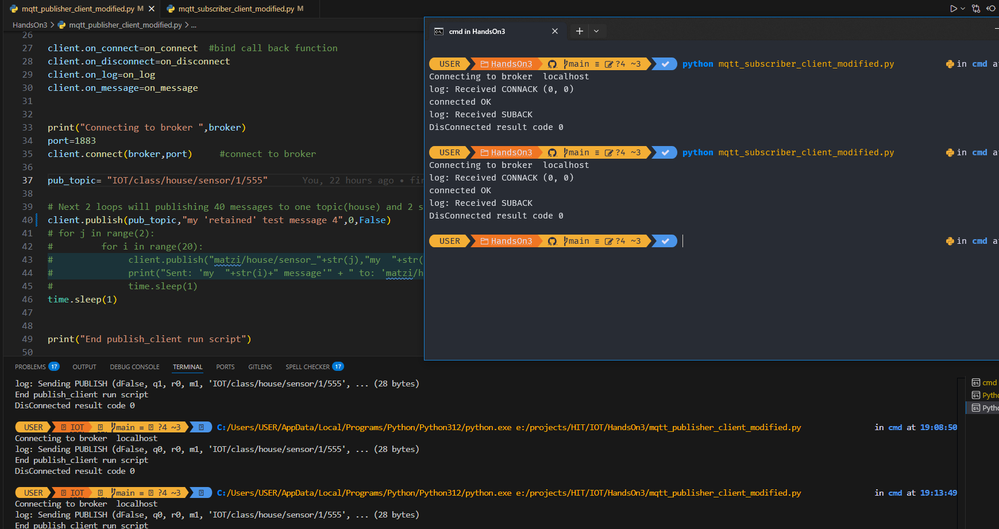 mqtt_publisher_client_modified.py M
mqtt_subscriber_client_modified.py M
HandsOn3 > mqtt_publisher_client_modified.py > ...
26
27 client.on_connect=on_connect  #bind call back function
28 client.on_disconnect=on_disconnect
29 client.on_log=on_log
30 client.on_message=on_message
31
32
33 print("Connecting to broker ",broker)
34 port=1883
35 client.connect(broker,port)     #connect to broker
36
37 pub_topic= "IOT/class/house/sensor/1/555"      You, 22 hours ago • fir
38
39 # Next 2 loops will publishing 40 messages to one topic(house) and 2 s
40 client.publish(pub_topic,"my 'retained' test message 4",0,False)
41 # for j in range(2):
42 #         for i in range(20):
43 #              client.publish("matzi/house/sensor_"+str(j),"my  "+str(
44 #              print("Sent: 'my  "+str(i)+" message'" + " to: 'matzi/h
45 #              time.sleep(1)
46 time.sleep(1)
47
48
49 print("End publish_client run script")
50
cmd in HandsOn3
USER HandsOn3 main ≡ ?4 ~3 python mqtt_subscriber_client_modified.py in cmd a
Connecting to broker  localhost
log: Received CONNACK (0, 0)
connected OK
log: Received SUBACK
DisConnected result code 0
USER HandsOn3 main ≡ ?4 ~3 python mqtt_subscriber_client_modified.py in cmd a
Connecting to broker  localhost
log: Received CONNACK (0, 0)
connected OK
log: Received SUBACK
DisConnected result code 0
USER HandsOn3 main ≡ ?4 ~3 in cmd a
PROBLEMS 17 OUTPUT DEBUG CONSOLE TERMINAL PORTS GITLENS SPELL CHECKER 17
log: Sending PUBLISH (dFalse, q1, r0, m1, 'IOT/class/house/sensor/1/555', ... (28 bytes)
End publish_client run script
DisConnected result code 0
USER IOT main ≡ ?4 ~3 C:/Users/USER/AppData/Local/Programs/Python/Python312/python.exe e:/projects/HIT/IOT/HandsOn3/mqtt_publisher_client_modified.py in cmd at 19:08:50
Connecting to broker  localhost
log: Sending PUBLISH (dFalse, q0, r0, m1, 'IOT/class/house/sensor/1/555', ... (28 bytes)
End publish_client run script
DisConnected result code 0
USER IOT main ≡ ?4 ~3 C:/Users/USER/AppData/Local/Programs/Python/Python312/python.exe e:/projects/HIT/IOT/HandsOn3/mqtt_publisher_client_modified.py in cmd at 19:13:49
Connecting to broker  localhost
log: Sending PUBLISH (dFalse, q0, r0, m1, 'IOT/class/house/sensor/1/555', ... (28 bytes)
End publish client run script
cmd
Pytho
Pytho